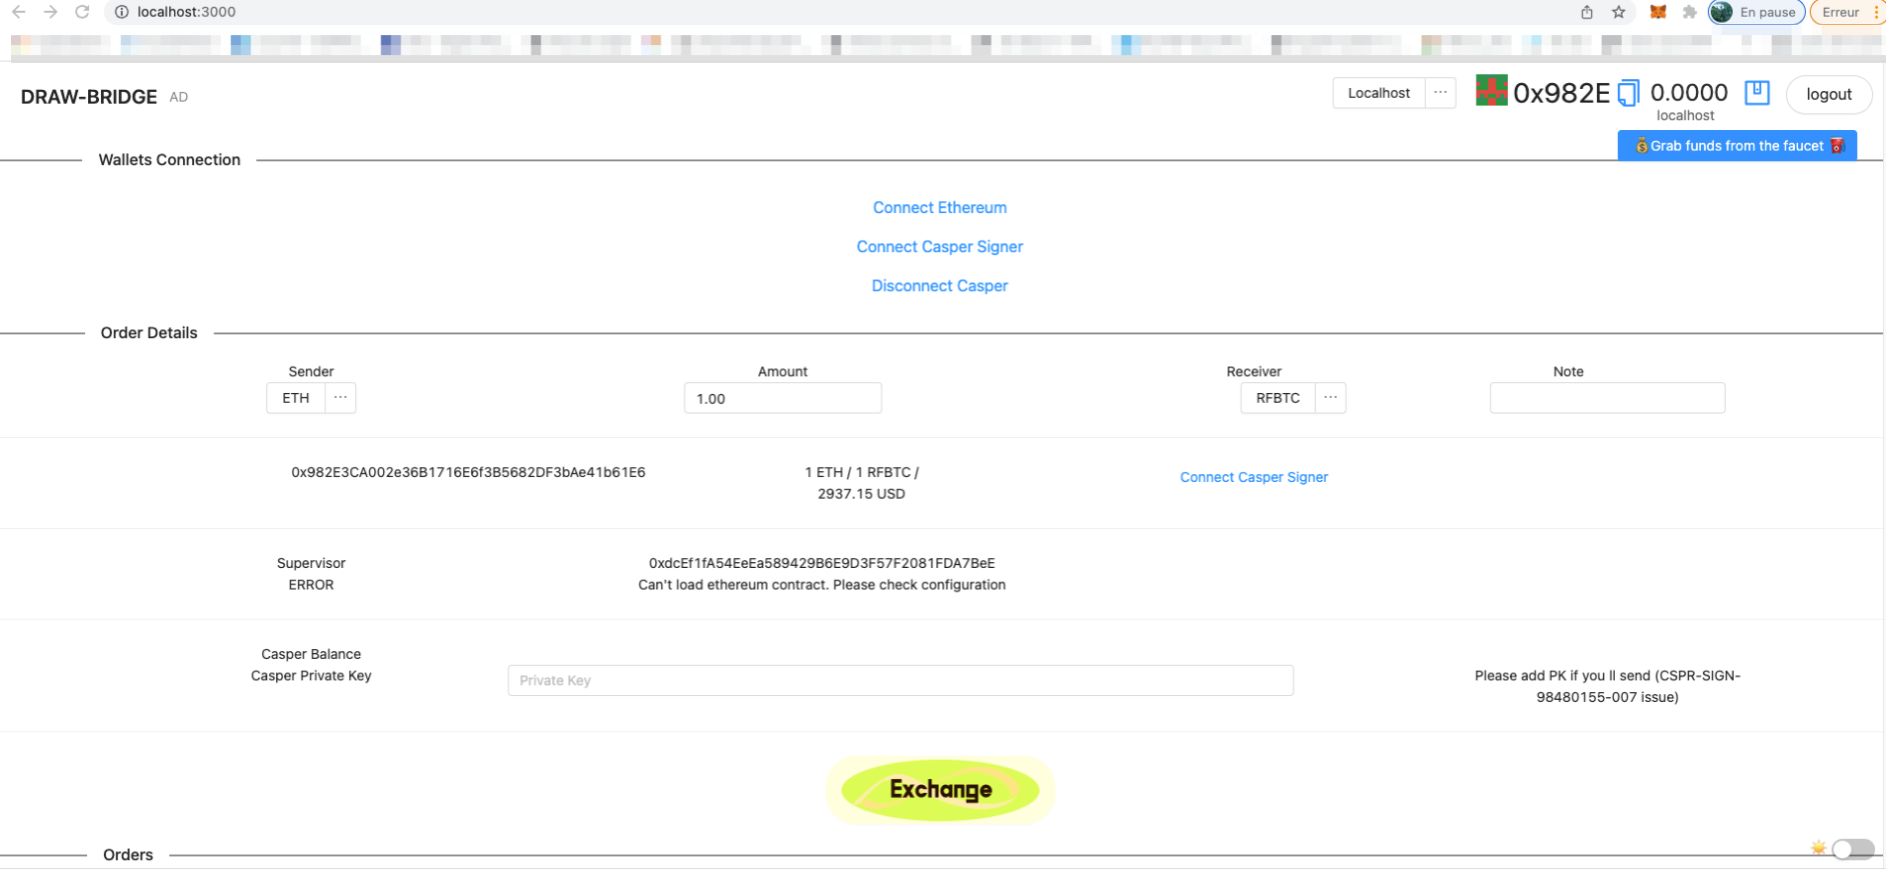 localhost:3000
En pause
Erreur
DRAW-BRIDGE AD
Localhost ...
0x982E
0.0000
localhost
logout
💰Grab funds from the faucet ⛽
Wallets Connection
Connect Ethereum
Connect Casper Signer
Disconnect Casper
Order Details
Sender
Amount
Receiver
Note
ETH ...
1.00
RFBTC ...
0x982E3CA002e36B1716E6f3B5682DF3bAe41b61E6
1 ETH / 1 RFBTC /
2937.15 USD
Connect Casper Signer
Supervisor
0xdcEf1fA54EeEa589429B6E9D3F57F2081FDA7BeE
ERROR
Can't load ethereum contract. Please check configuration
Casper Balance
Casper Private Key
Private Key
Please add PK if you ll send (CSPR-SIGN-
98480155-007 issue)
Exchange
Orders